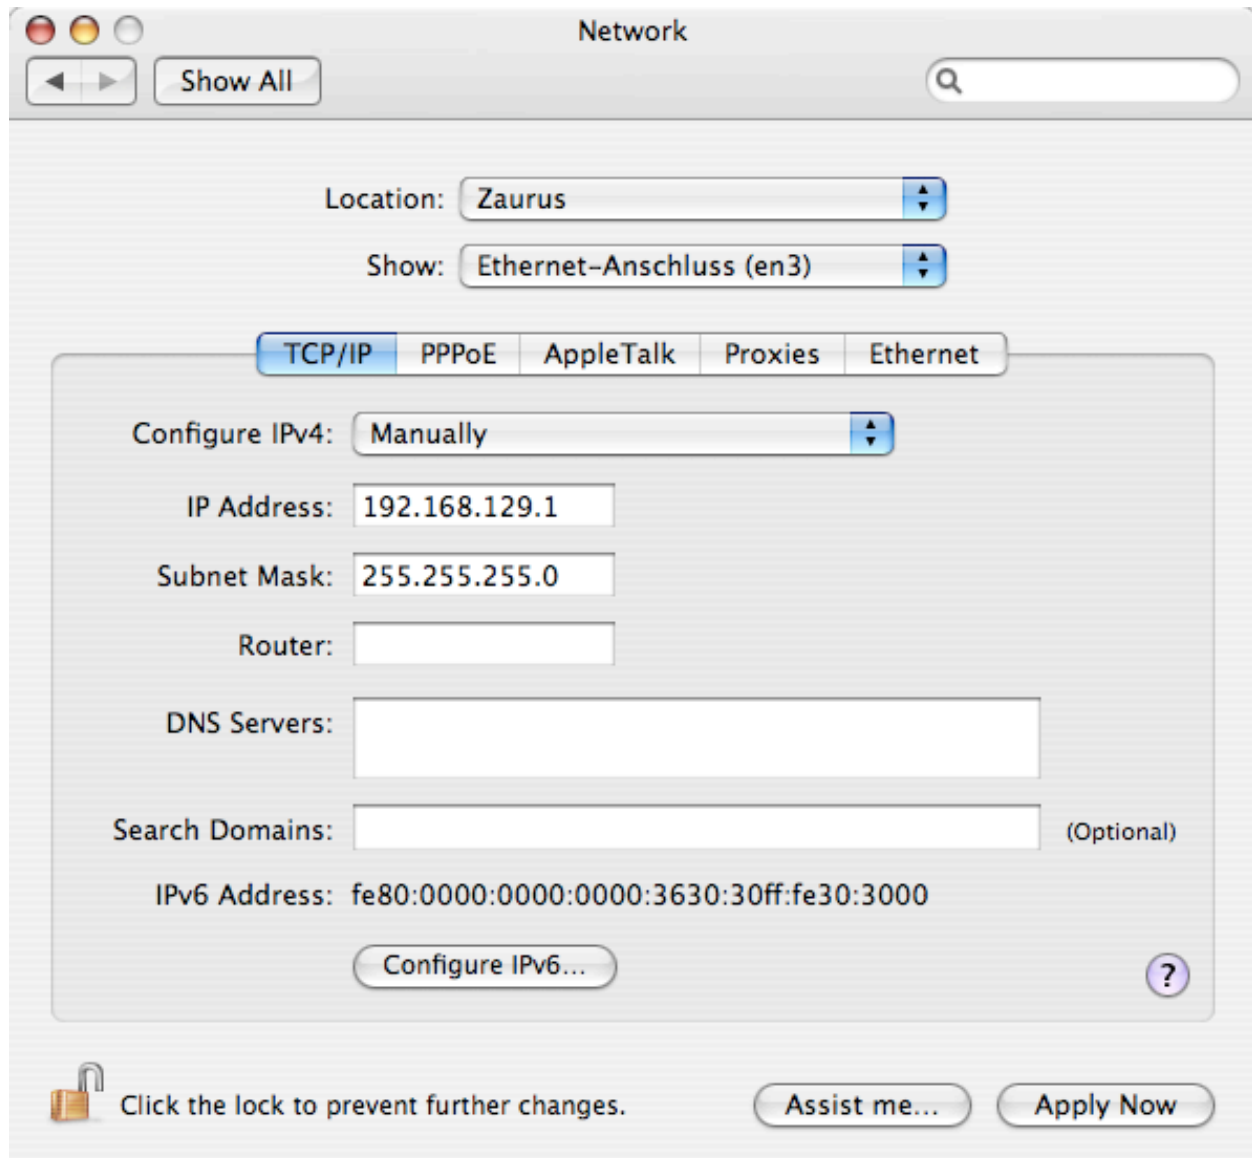 Network
Show All
Location: Zaurus
Show: Ethernet-Anschluss (en3)
TCP/IP PPPoE AppleTalk Proxies Ethernet
Configure IPv4: Manually
IP Address: 192.168.129.1
Subnet Mask: 255.255.255.0
Router:
DNS Servers:
Search Domains: (Optional)
IPv6 Address: fe80:0000:0000:0000:3630:30ff:fe30:3000
Configure IPv6...
?
Click the lock to prevent further changes. Assist me... Apply Now